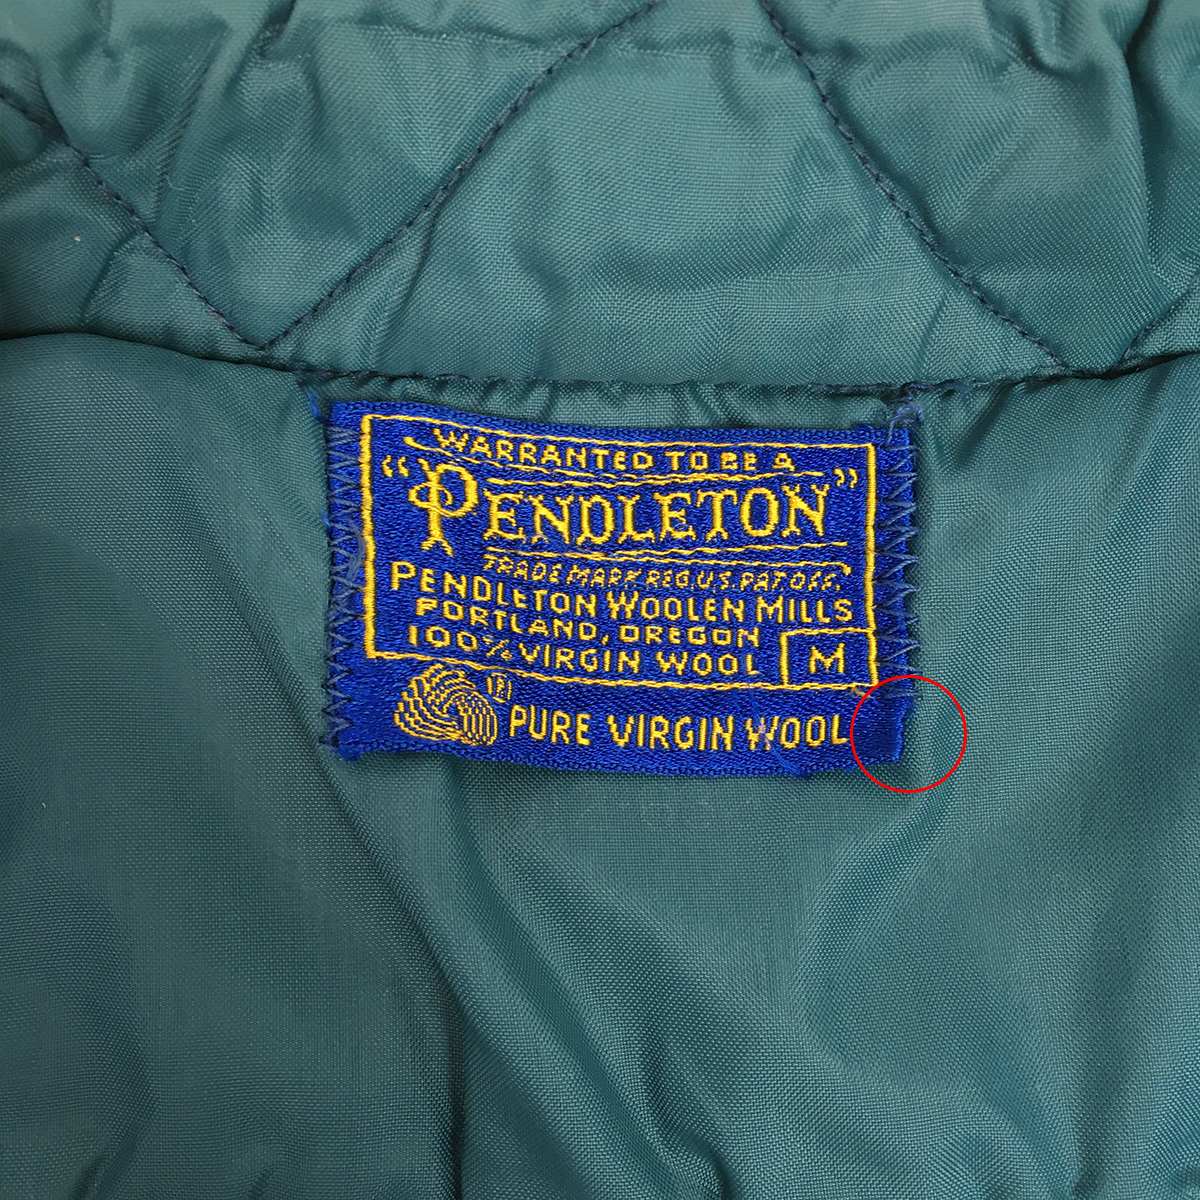 WARRANTED TO BE A
"PENDLETON"
TRADE MARK REG. U.S. PAT OFF.
PENDLETON WOOLEN MILLS
PORTLAND, OREGON
100% VIRGIN WOOL
M
® PURE VIRGIN WOOL